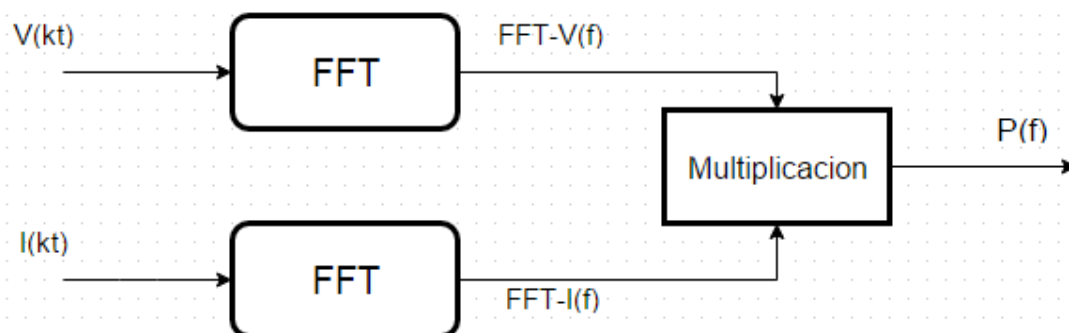 V(kt)
FFT
FFT-V(f)
Multiplicacion
P(f)
I(kt)
FFT
FFT-I(f)